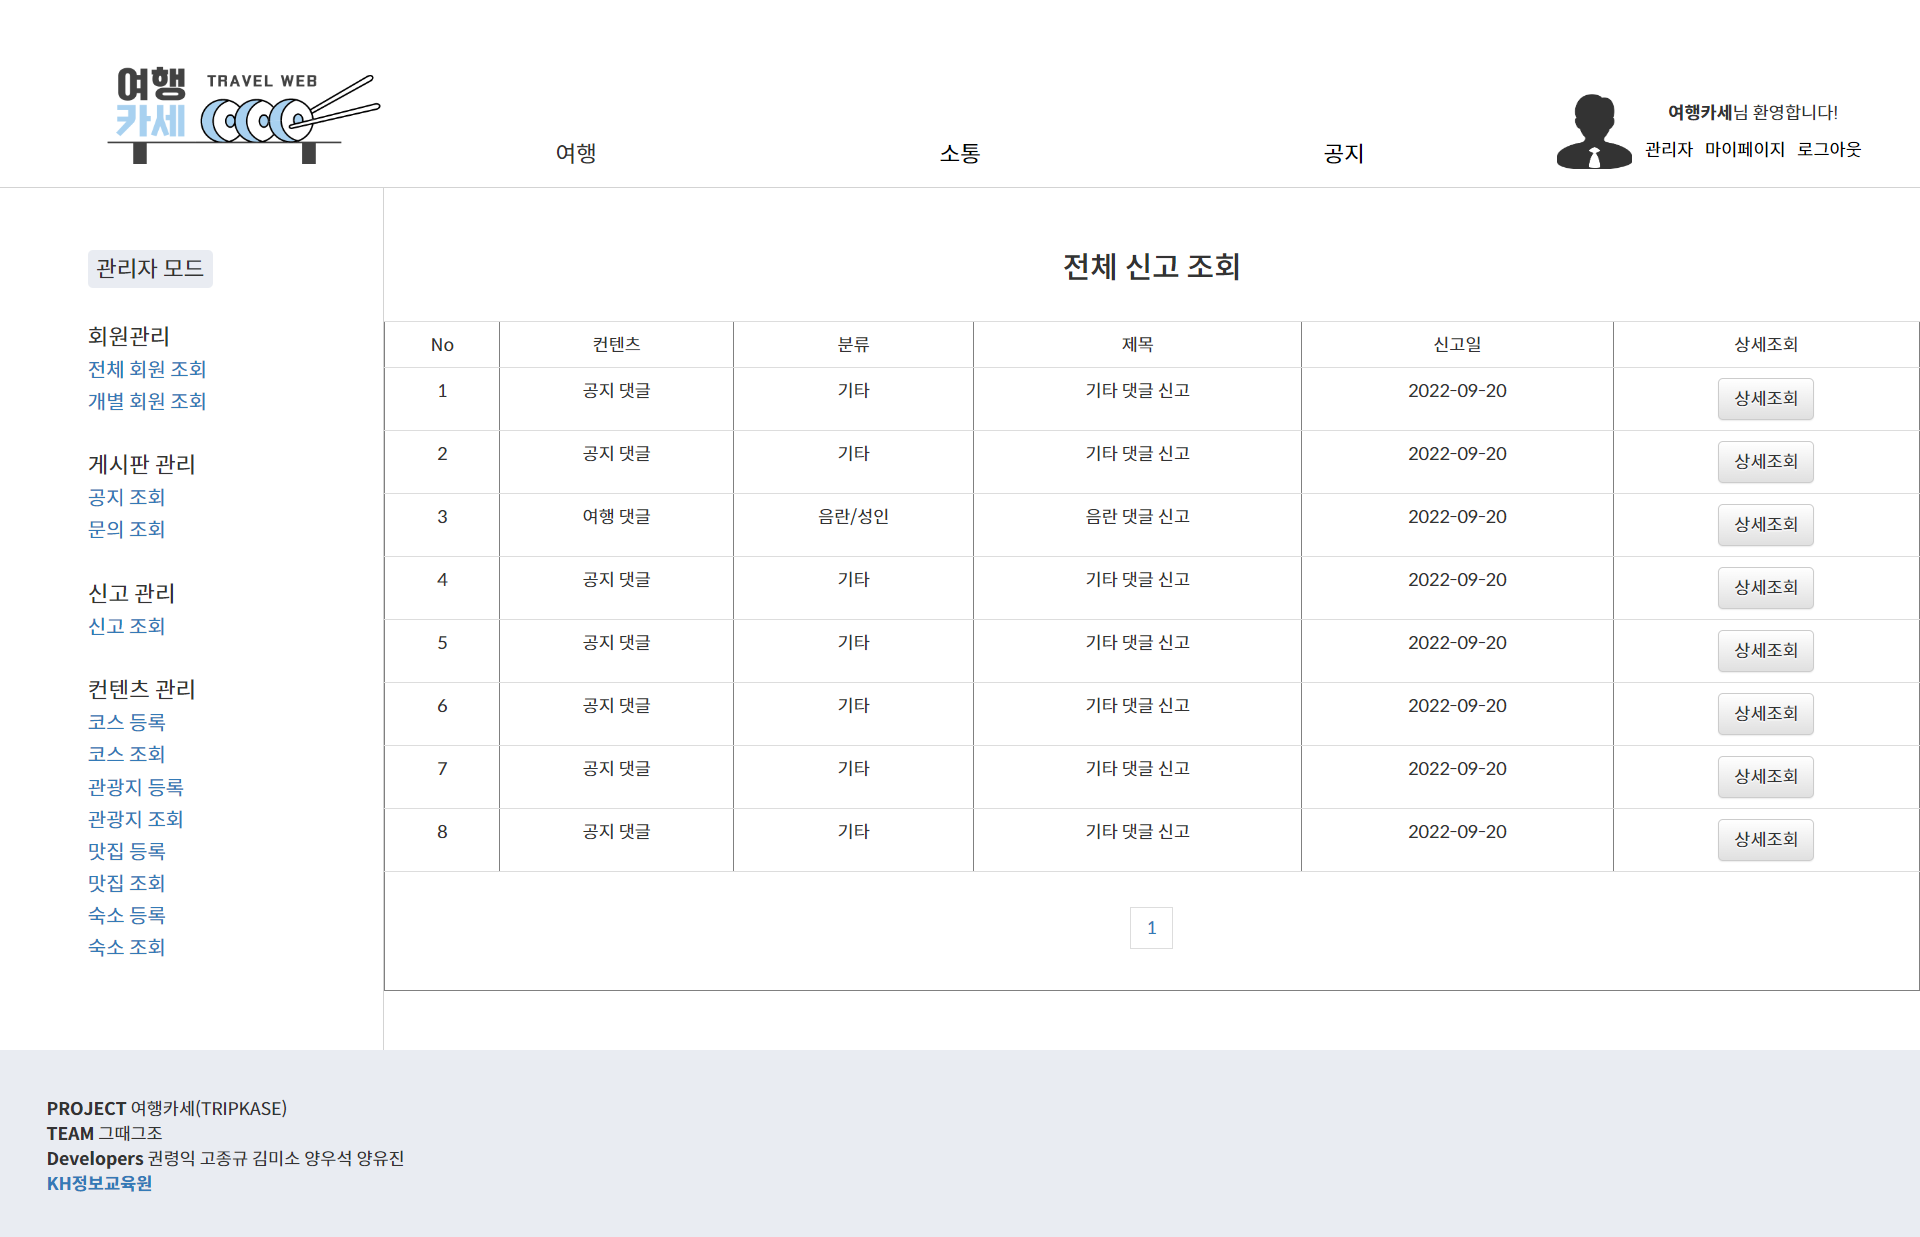 여행 TRAVEL WEB
카세
여행 소통 공지
여행카세님 환영합니다!
관리자 마이페이지 로그아웃
관리자 모드
회원관리
전체 회원 조회
개별 회원 조회
게시판 관리
공지 조회
문의 조회
신고 관리
신고 조회
컨텐츠 관리
코스 등록
코스 조회
관광지 등록
관광지 조회
맛집 등록
맛집 조회
숙소 등록
숙소 조회
전체 신고 조회
No 컨텐츠 분류 제목 신고일 상세조회
1 공지 댓글 기타 기타 댓글 신고 2022-09-20 상세조회
2 공지 댓글 기타 기타 댓글 신고 2022-09-20 상세조회
3 여행 댓글 음란/성인 음란 댓글 신고 2022-09-20 상세조회
4 공지 댓글 기타 기타 댓글 신고 2022-09-20 상세조회
5 공지 댓글 기타 기타 댓글 신고 2022-09-20 상세조회
6 공지 댓글 기타 기타 댓글 신고 2022-09-20 상세조회
7 공지 댓글 기타 기타 댓글 신고 2022-09-20 상세조회
8 공지 댓글 기타 기타 댓글 신고 2022-09-20 상세조회
1
PROJECT 여행카세(TRIPKASE)
TEAM 그때그조
Developers 권령익 고종규 김미소 양우석 양유진
KH정보교육원